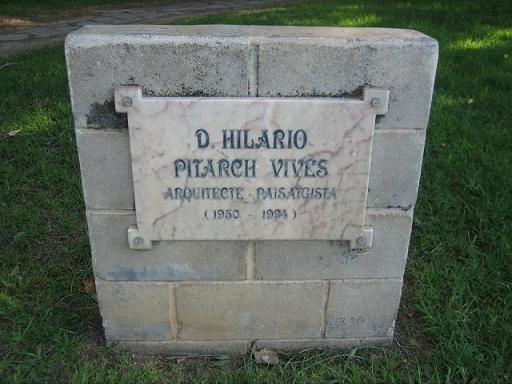 D. HILARIO
PITARCH VIVES
ARQUITECTE - PAISATGISTA
( 1950 - 1994 )